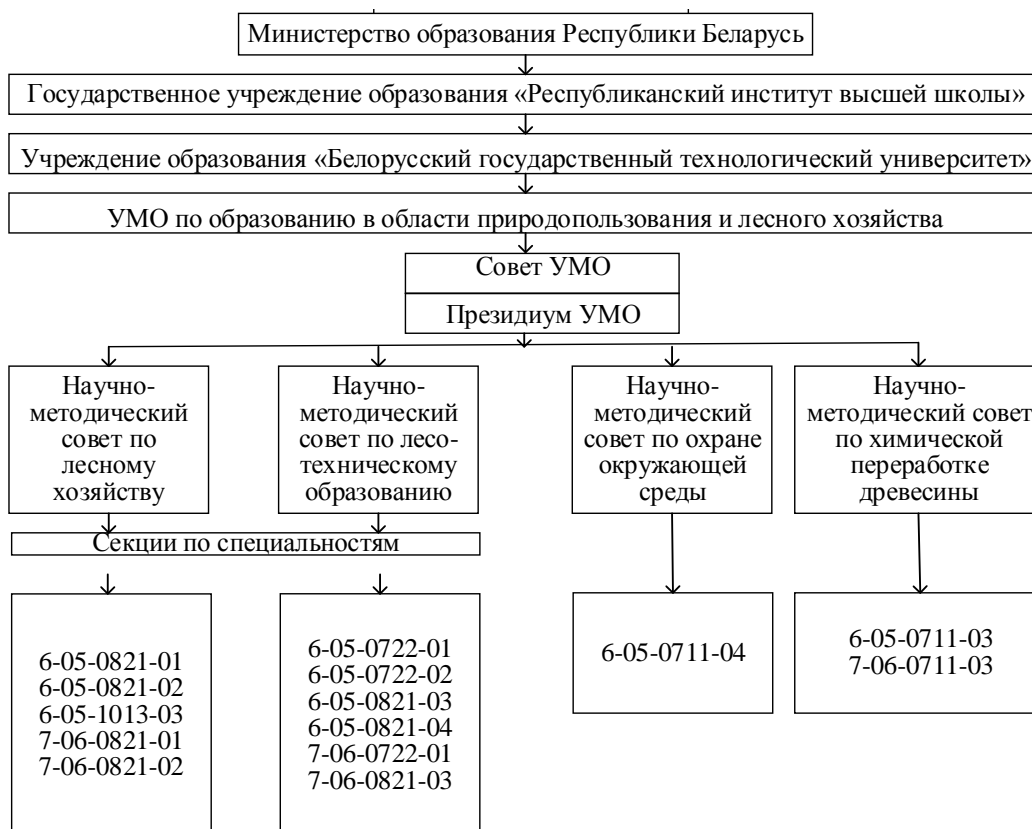 Министерство образования Республики Беларусь
Государственное учреждение образования «Республиканский институт высшей школы»
Учреждение образования «Белорусский государственный технологический университет»
УМО по образованию в области природопользования и лесного хозяйства
Совет УМО
Президиум УМО
Научно-
методический
совет по
лесному
хозяйству
Научно-
методический
совет по лесо-
техническому
образованию
Научно-
методический
совет по охране
окружающей
среды
Научно-
методический совет
по химической
переработке
древесины
Секции по специальностям
6-05-0821-01
6-05-0821-02
6-05-1013-03
7-06-0821-01
7-06-0821-02
6-05-0722-01
6-05-0722-02
6-05-0821-03
6-05-0821-04
7-06-0722-01
7-06-0821-03
6-05-0711-04
6-05-0711-03
7-06-0711-03